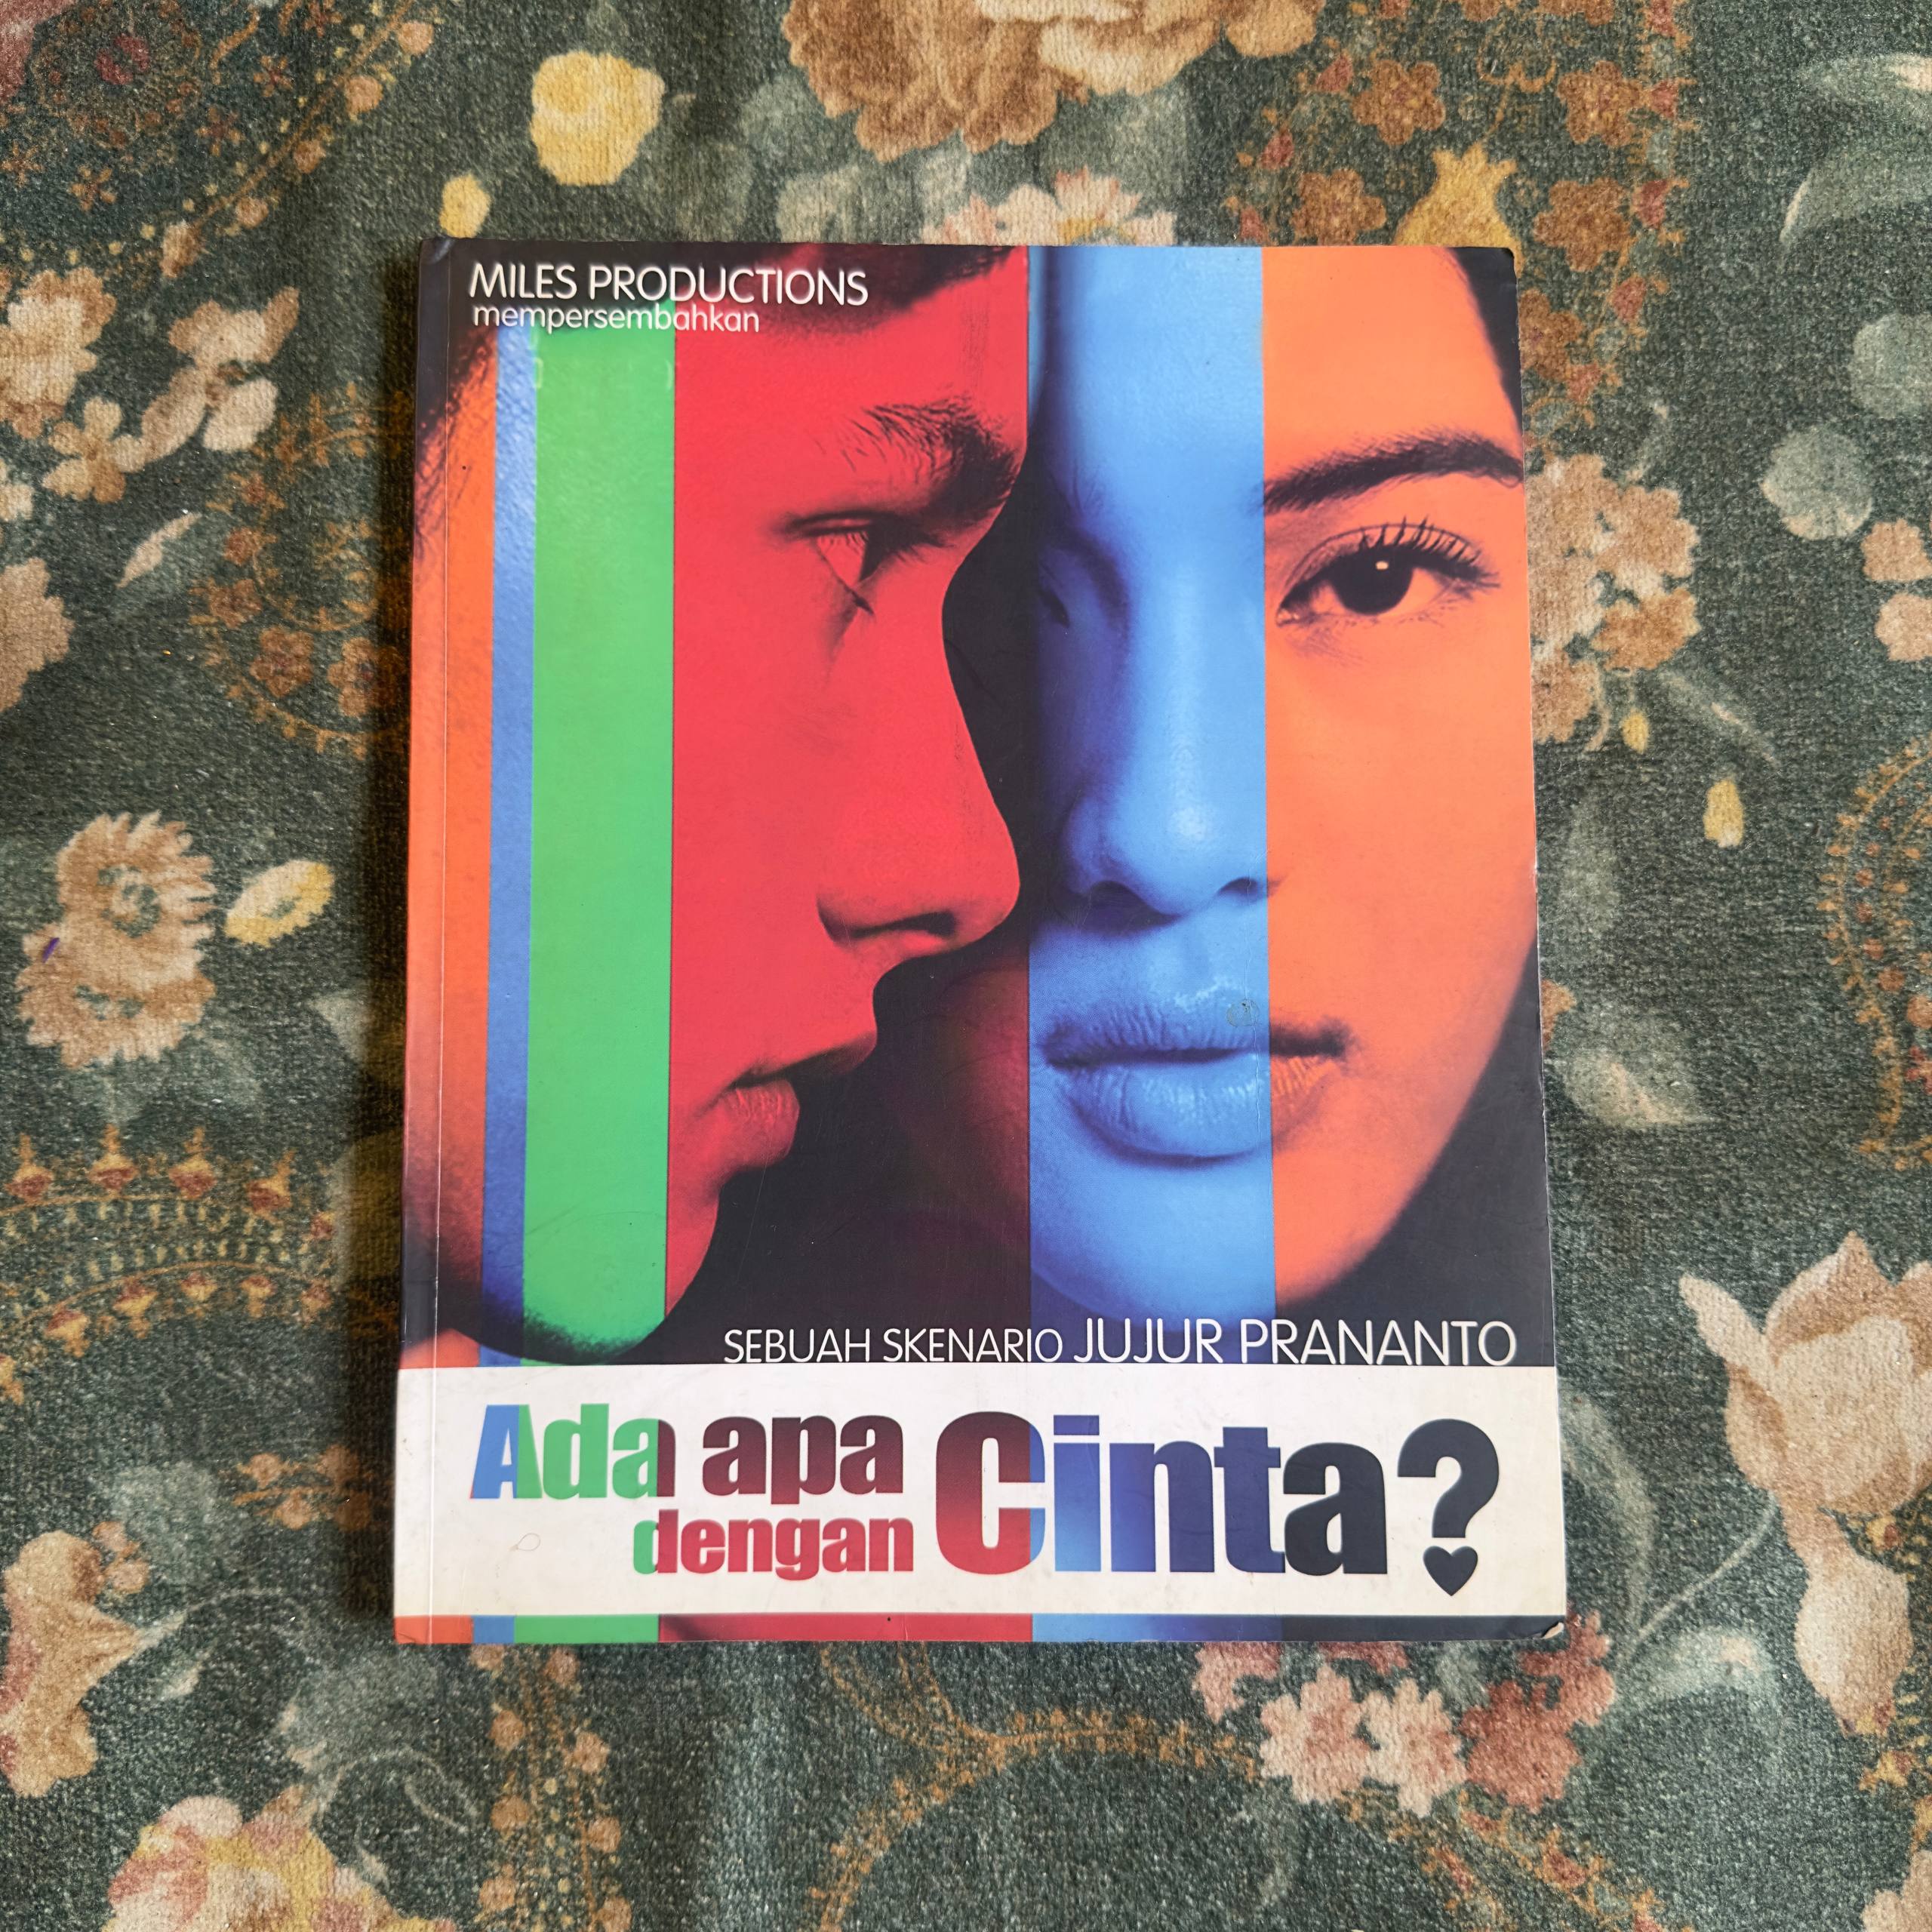 MILES PRODUCTIONS
mempersembahkan
SEBUAH SKENARIO JUJUR PRANANTO
Ada apa
dengan Cinta?